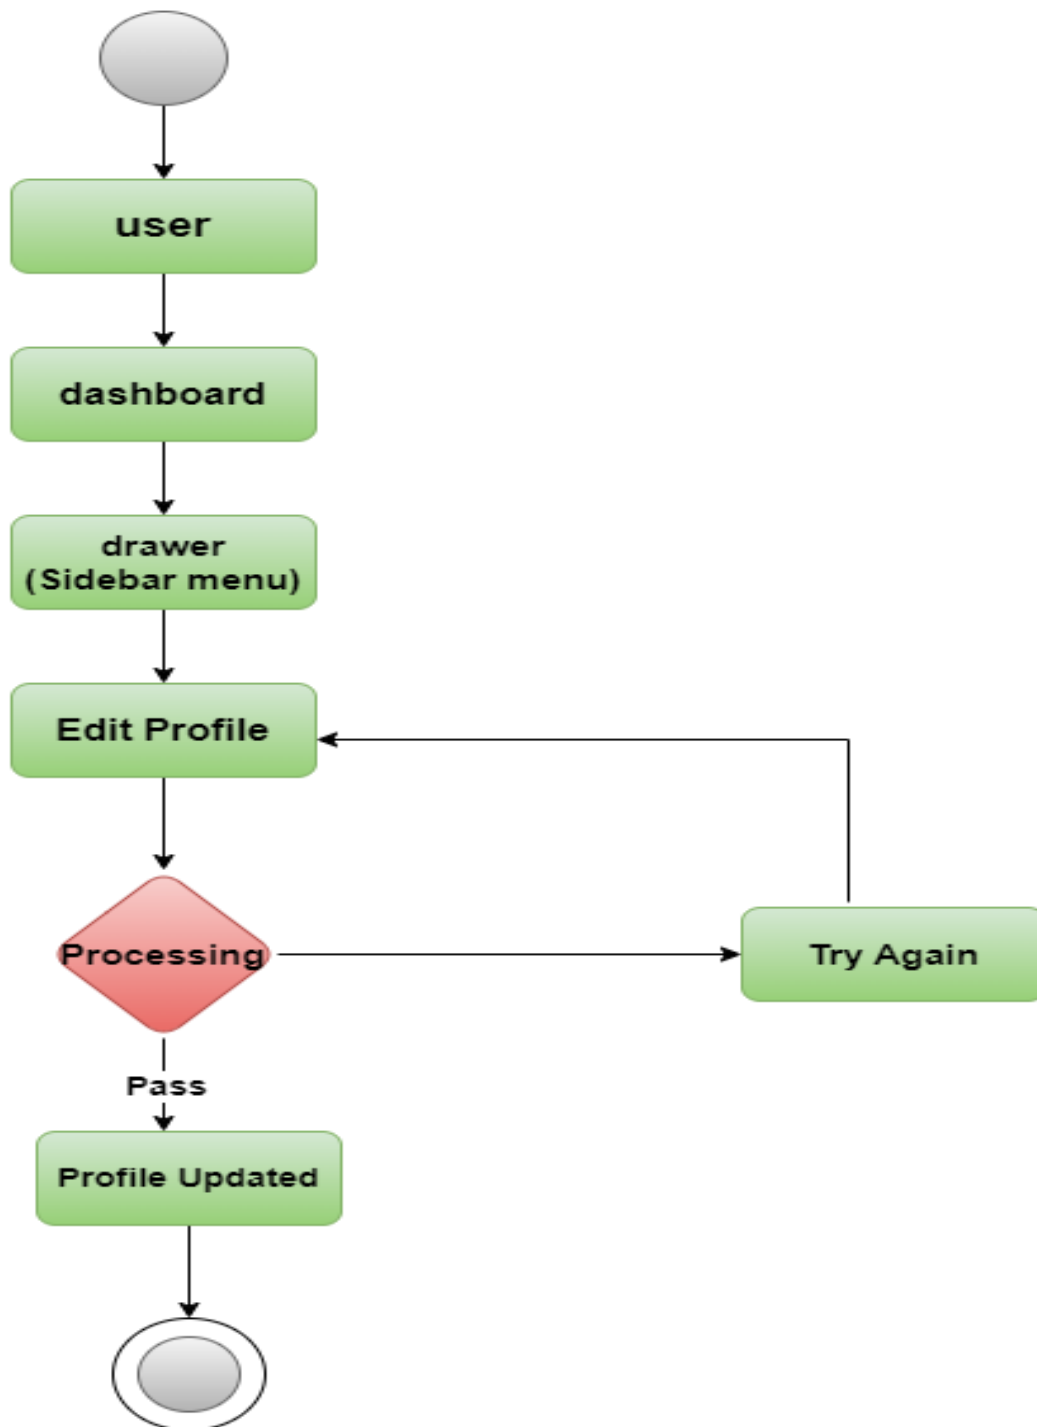 user
dashboard
drawer
(Sidebar menu)
Edit Profile
Processing
Try Again
Pass
Profile Updated